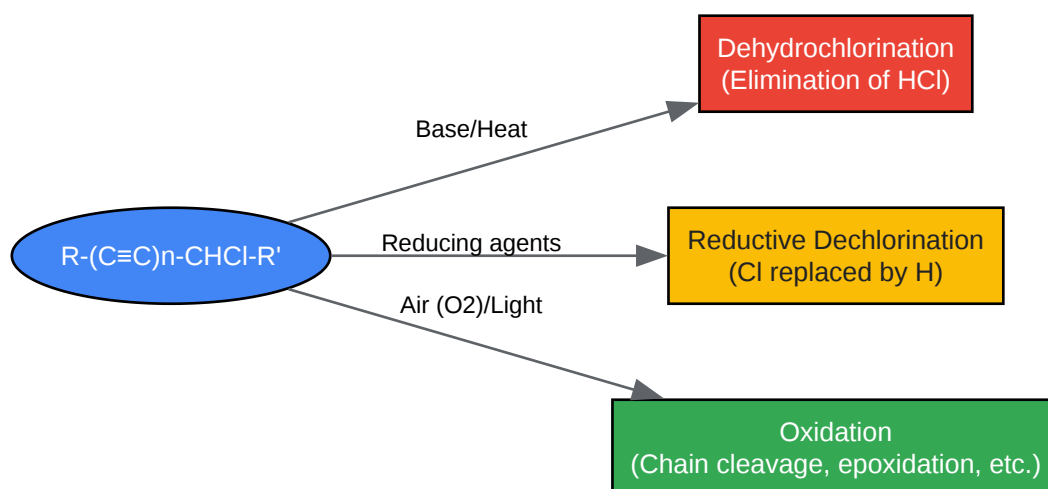 Dehydrochlorination
(Elimination of HCl)
Base/Heat
R-(C≡C)n-CHCl-R'
Reducing agents
Reductive Dechlorination
(Cl replaced by H)
Air (O2)/Light
Oxidation
(Chain cleavage, epoxidation, etc.)